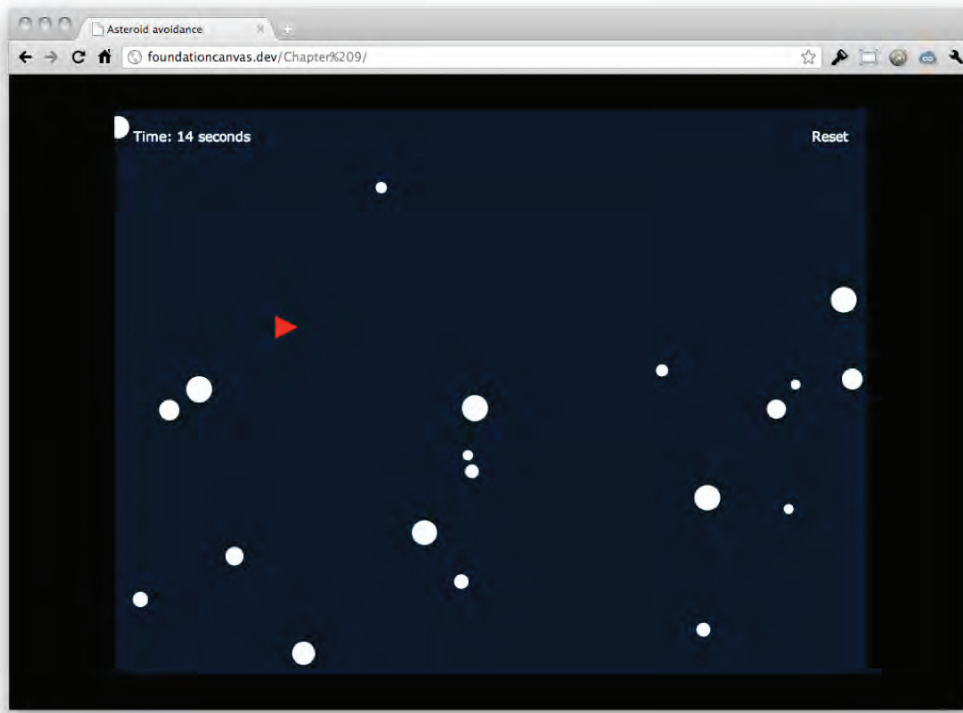 Asteroid avoidance
foundationcanvas.dev/Chapter%209/
Time: 14 seconds
Reset